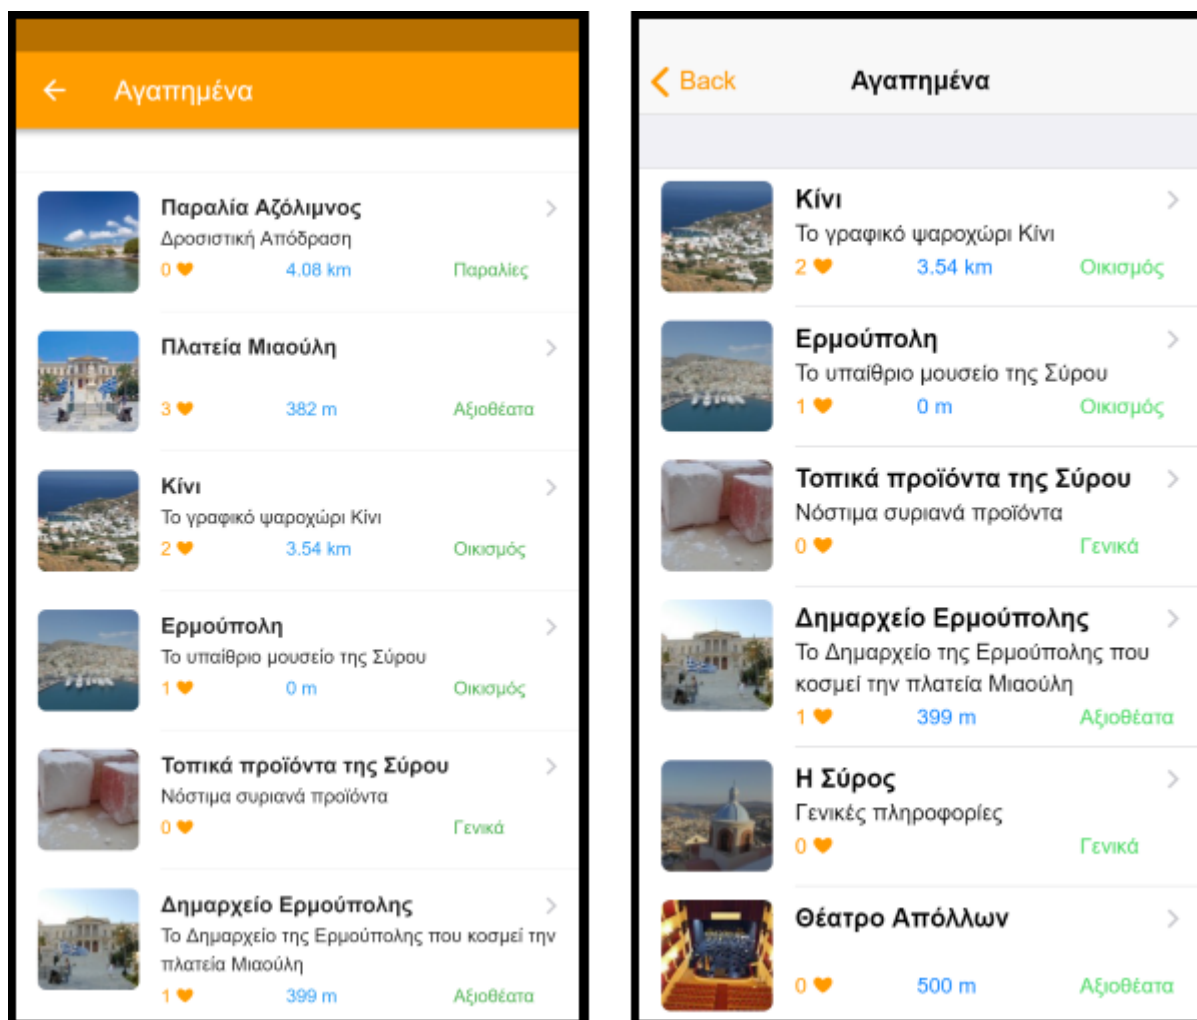 Αγαπημένα
Παραλία Αζόλιμνος
Δροσιστική Απόδραση
0 4.08 km Παραλίες
Πλατεία Μιαούλη
3 382 m Αξιοθέατα
Κίνι
Το γραφικό ψαροχώρι Κίνι
2 3.54 km Οικισμός
Ερμούπολη
Το υπαίθριο μουσείο της Σύρου
1 0 m Οικισμός
Τοπικά προϊόντα της Σύρου
Νόστιμα συριανά προϊόντα
0 Γενικά
Δημαρχείο Ερμούπολης
Το Δημαρχείο της Ερμούπολης που κοσμεί την
πλατεία Μιαούλη
1 399 m Αξιοθέατα
Back Αγαπημένα
Κίνι
Το γραφικό ψαροχώρι Κίνι
2 3.54 km Οικισμός
Ερμούπολη
Το υπαίθριο μουσείο της Σύρου
1 0 m Οικισμός
Τοπικά προϊόντα της Σύρου
Νόστιμα συριανά προϊόντα
0 Γενικά
Δημαρχείο Ερμούπολης
Το Δημαρχείο της Ερμούπολης που
κοσμεί την πλατεία Μιαούλη
1 399 m Αξιοθέατα
Η Σύρος
Γενικές πληροφορίες
0 Γενικά
Θέατρο Απόλλων
0 500 m Αξιοθέατα